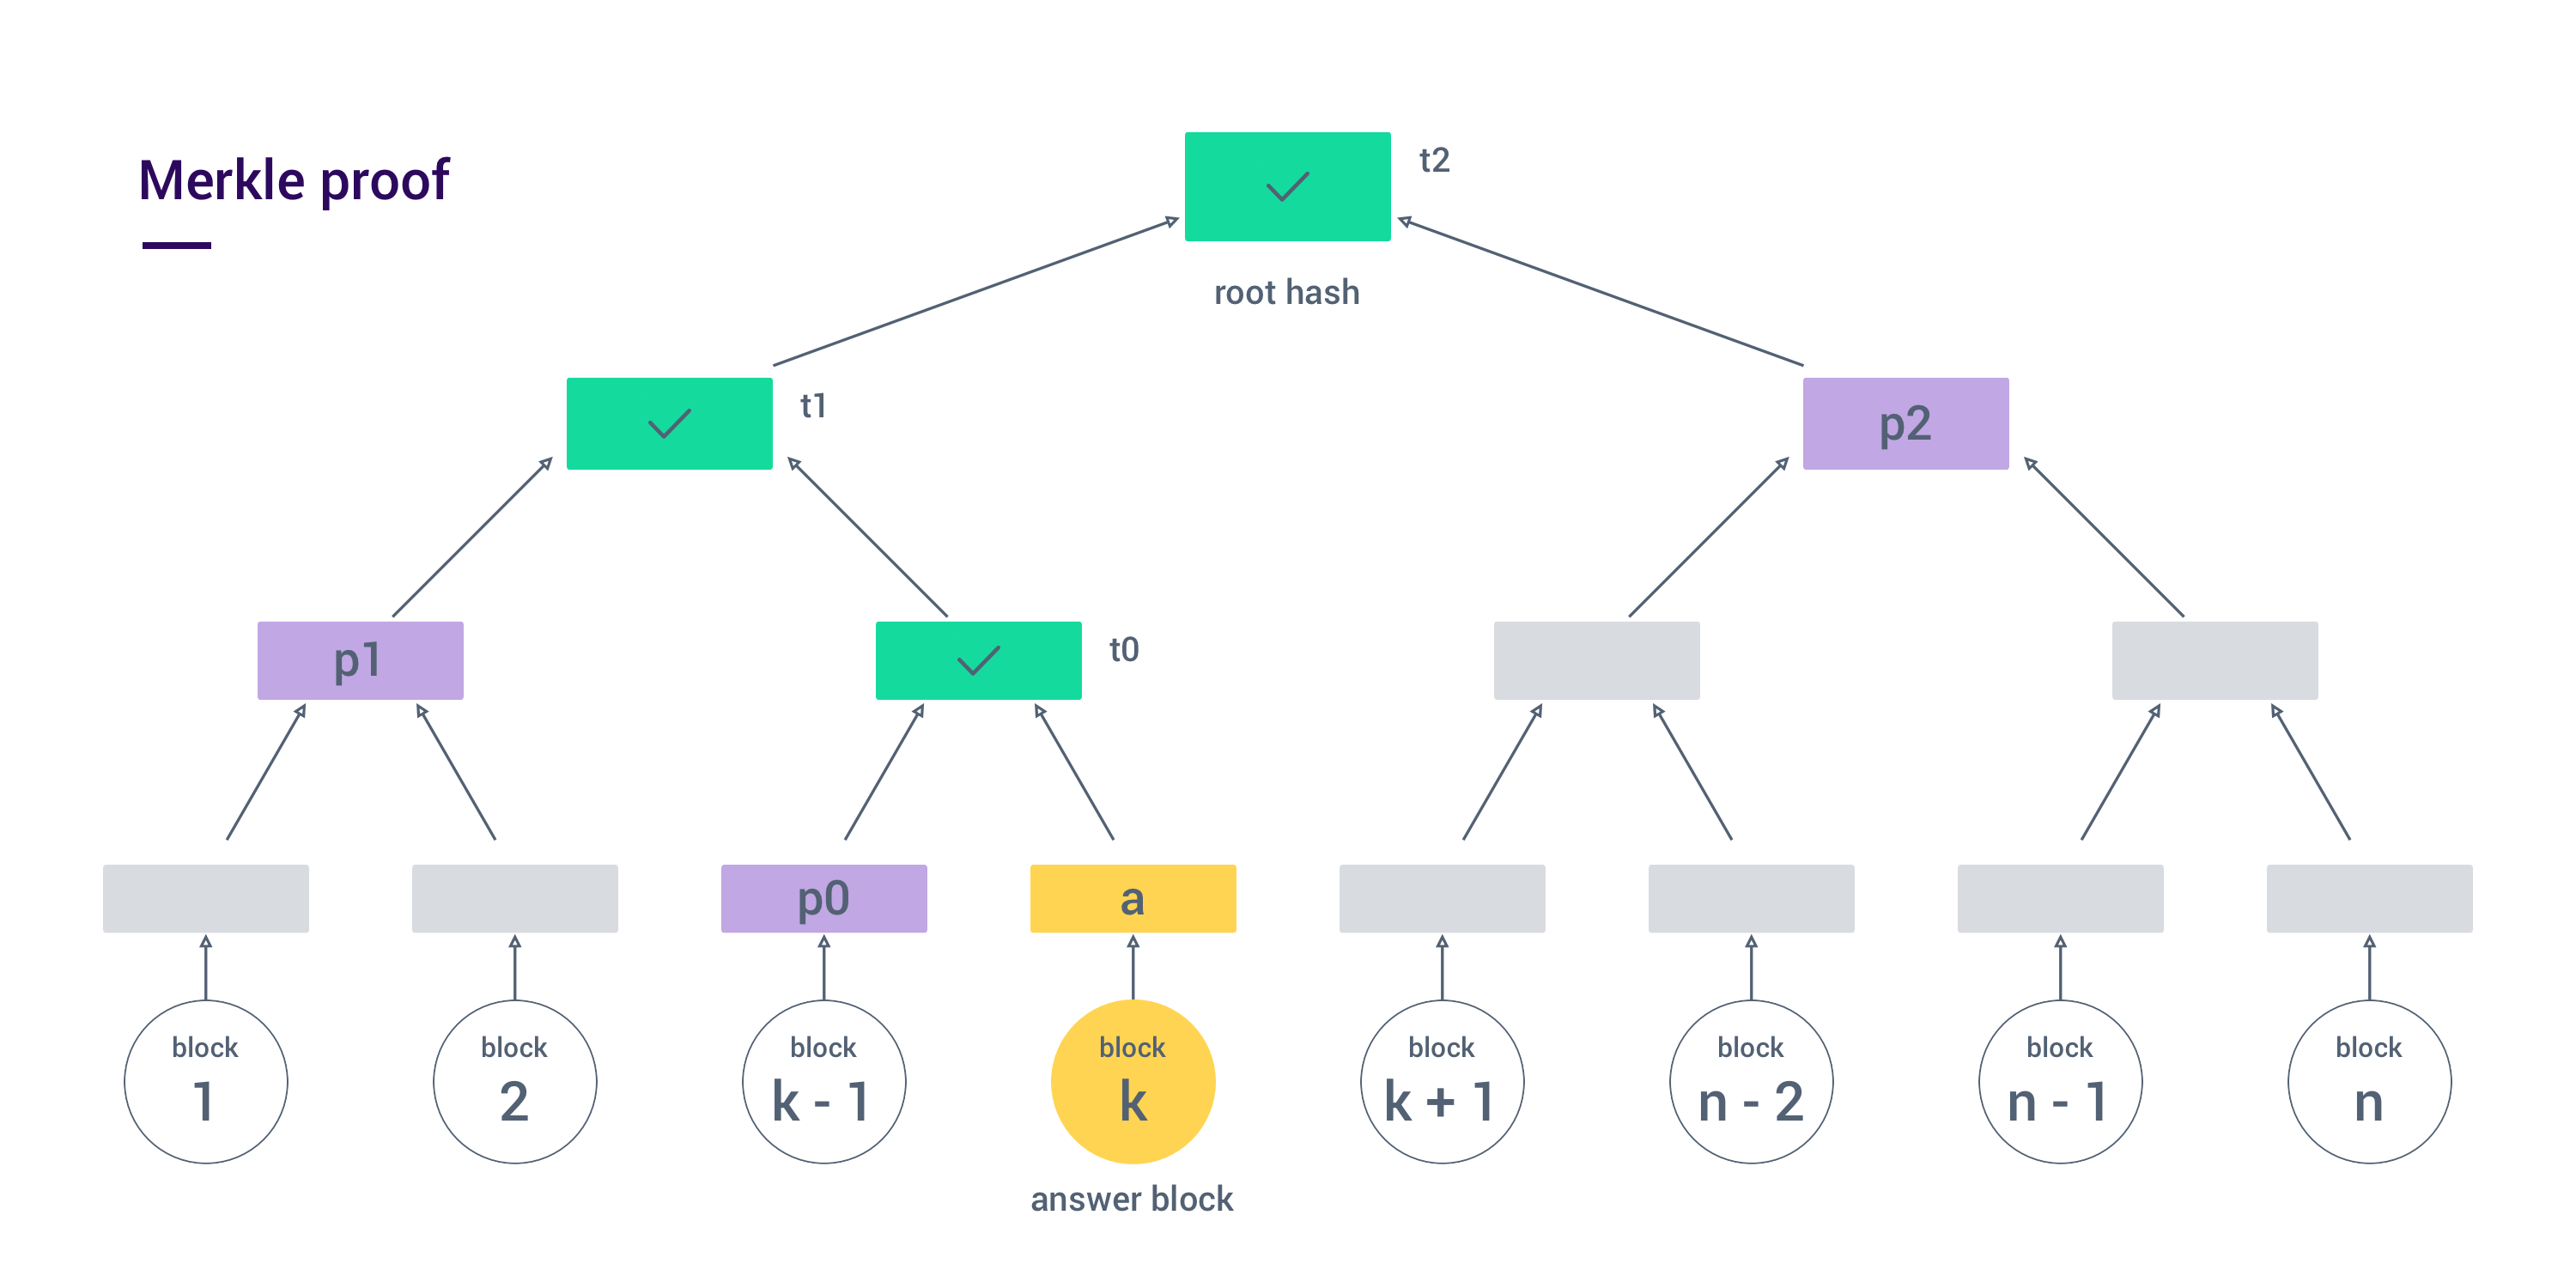 Merkle proof
t2
root hash
t1
p2
p1
t0
p0
a
block
1
block
2
block
k - 1
block
k
block
k + 1
block
n - 2
block
n - 1
block
n
answer block